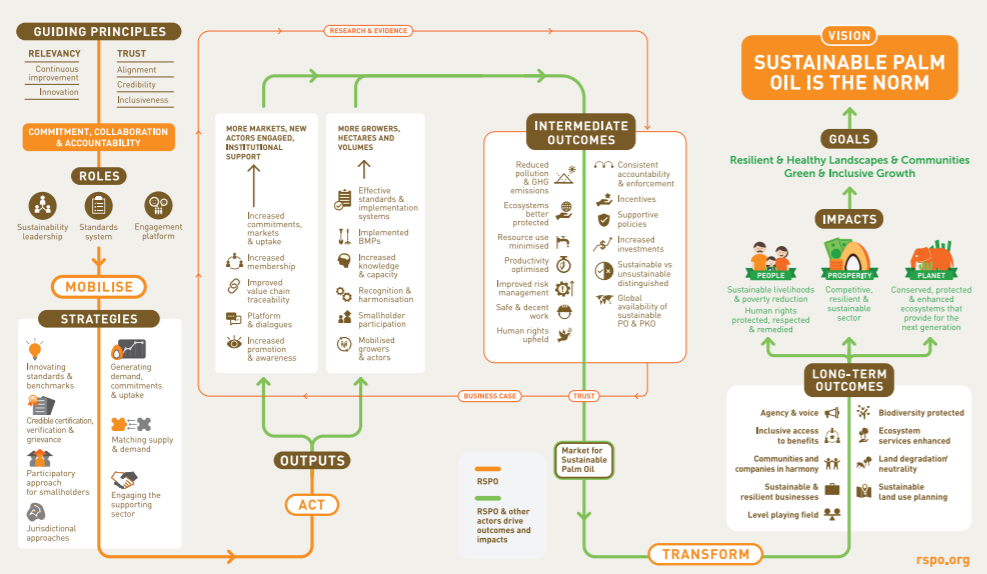 GUIDING PRINCIPLES
RELEVANCY
Continuous
improvement
Innovation
TRUST
Alignment
Credibility
Inclusiveness
COMMITMENT, COLLABORATION
& ACCOUNTABILITY
ROLES
Sustainability
leadership
Standards
system
Engagement
platform
MOBILISE
STRATEGIES
Innovating
standards &
benchmarks
Credible certification,
verification &
grievance
Participatory
approach
for smallholders
Jurisdictional
approaches
Generating
demand,
commitments
& uptake
Matching supply
& demand
Engaging the
supporting
sector
ACT
OUTPUTS
RESEARCH & EVIDENCE
MORE MARKETS, NEW
ACTORS ENGAGED,
INSTITUTIONAL
SUPPORT
Increased
commitments,
markets
& uptake
Increased
membership
Improved
value chain
traceability
Platform
& dialogues
Increased
promotion
& awareness
MORE GROWERS,
HECTARES AND
VOLUMES
Effective
standards &
implementation
systems
Implemented
BMPs
Increased
knowledge
& capacity
Recognition &
harmonisation
Smallholder
participation
Mobilised
growers
& actors
BUSINESS CASE
TRUST
INTERMEDIATE
OUTCOMES
Reduced
pollution
& GHG
emissions
Ecosystems
better
protected
Resource use
minimised
Productivity
optimised
Improved risk
management
Safe & decent
work
Human rights
upheld
Consistent
accountability
& enforcement
Incentives
Supportive
policies
Increased
investments
Sustainable vs
unsustainable
distinguished
Global
availability of
sustainable
PO & PKO
Market for
Sustainable
Palm Oil
RSPO
RSPO & other
actors drive
outcomes and
impacts
TRANSFORM
LONG-TERM
OUTCOMES
Agency & voice
Inclusive access
to benefits
Communities and
companies in harmony
Sustainable &
resilient businesses
Level playing field
Biodiversity protected
Ecosystem
services enhanced
Land degradation/
neutrality
Sustainable
land use planning
IMPACTS
PEOPLE
Sustainable livelihoods
& poverty reduction
Human rights
protected, respected
& remedied
PROSPERITY
Competitive,
resilient &
sustainable
sector
PLANET
Conserved, protected
& enhanced
ecosystems that
provide for the
next generation
GOALS
Resilient & Healthy Landscapes & Communities
Green & Inclusive Growth
VISION
SUSTAINABLE PALM
OIL IS THE NORM
rspo.org